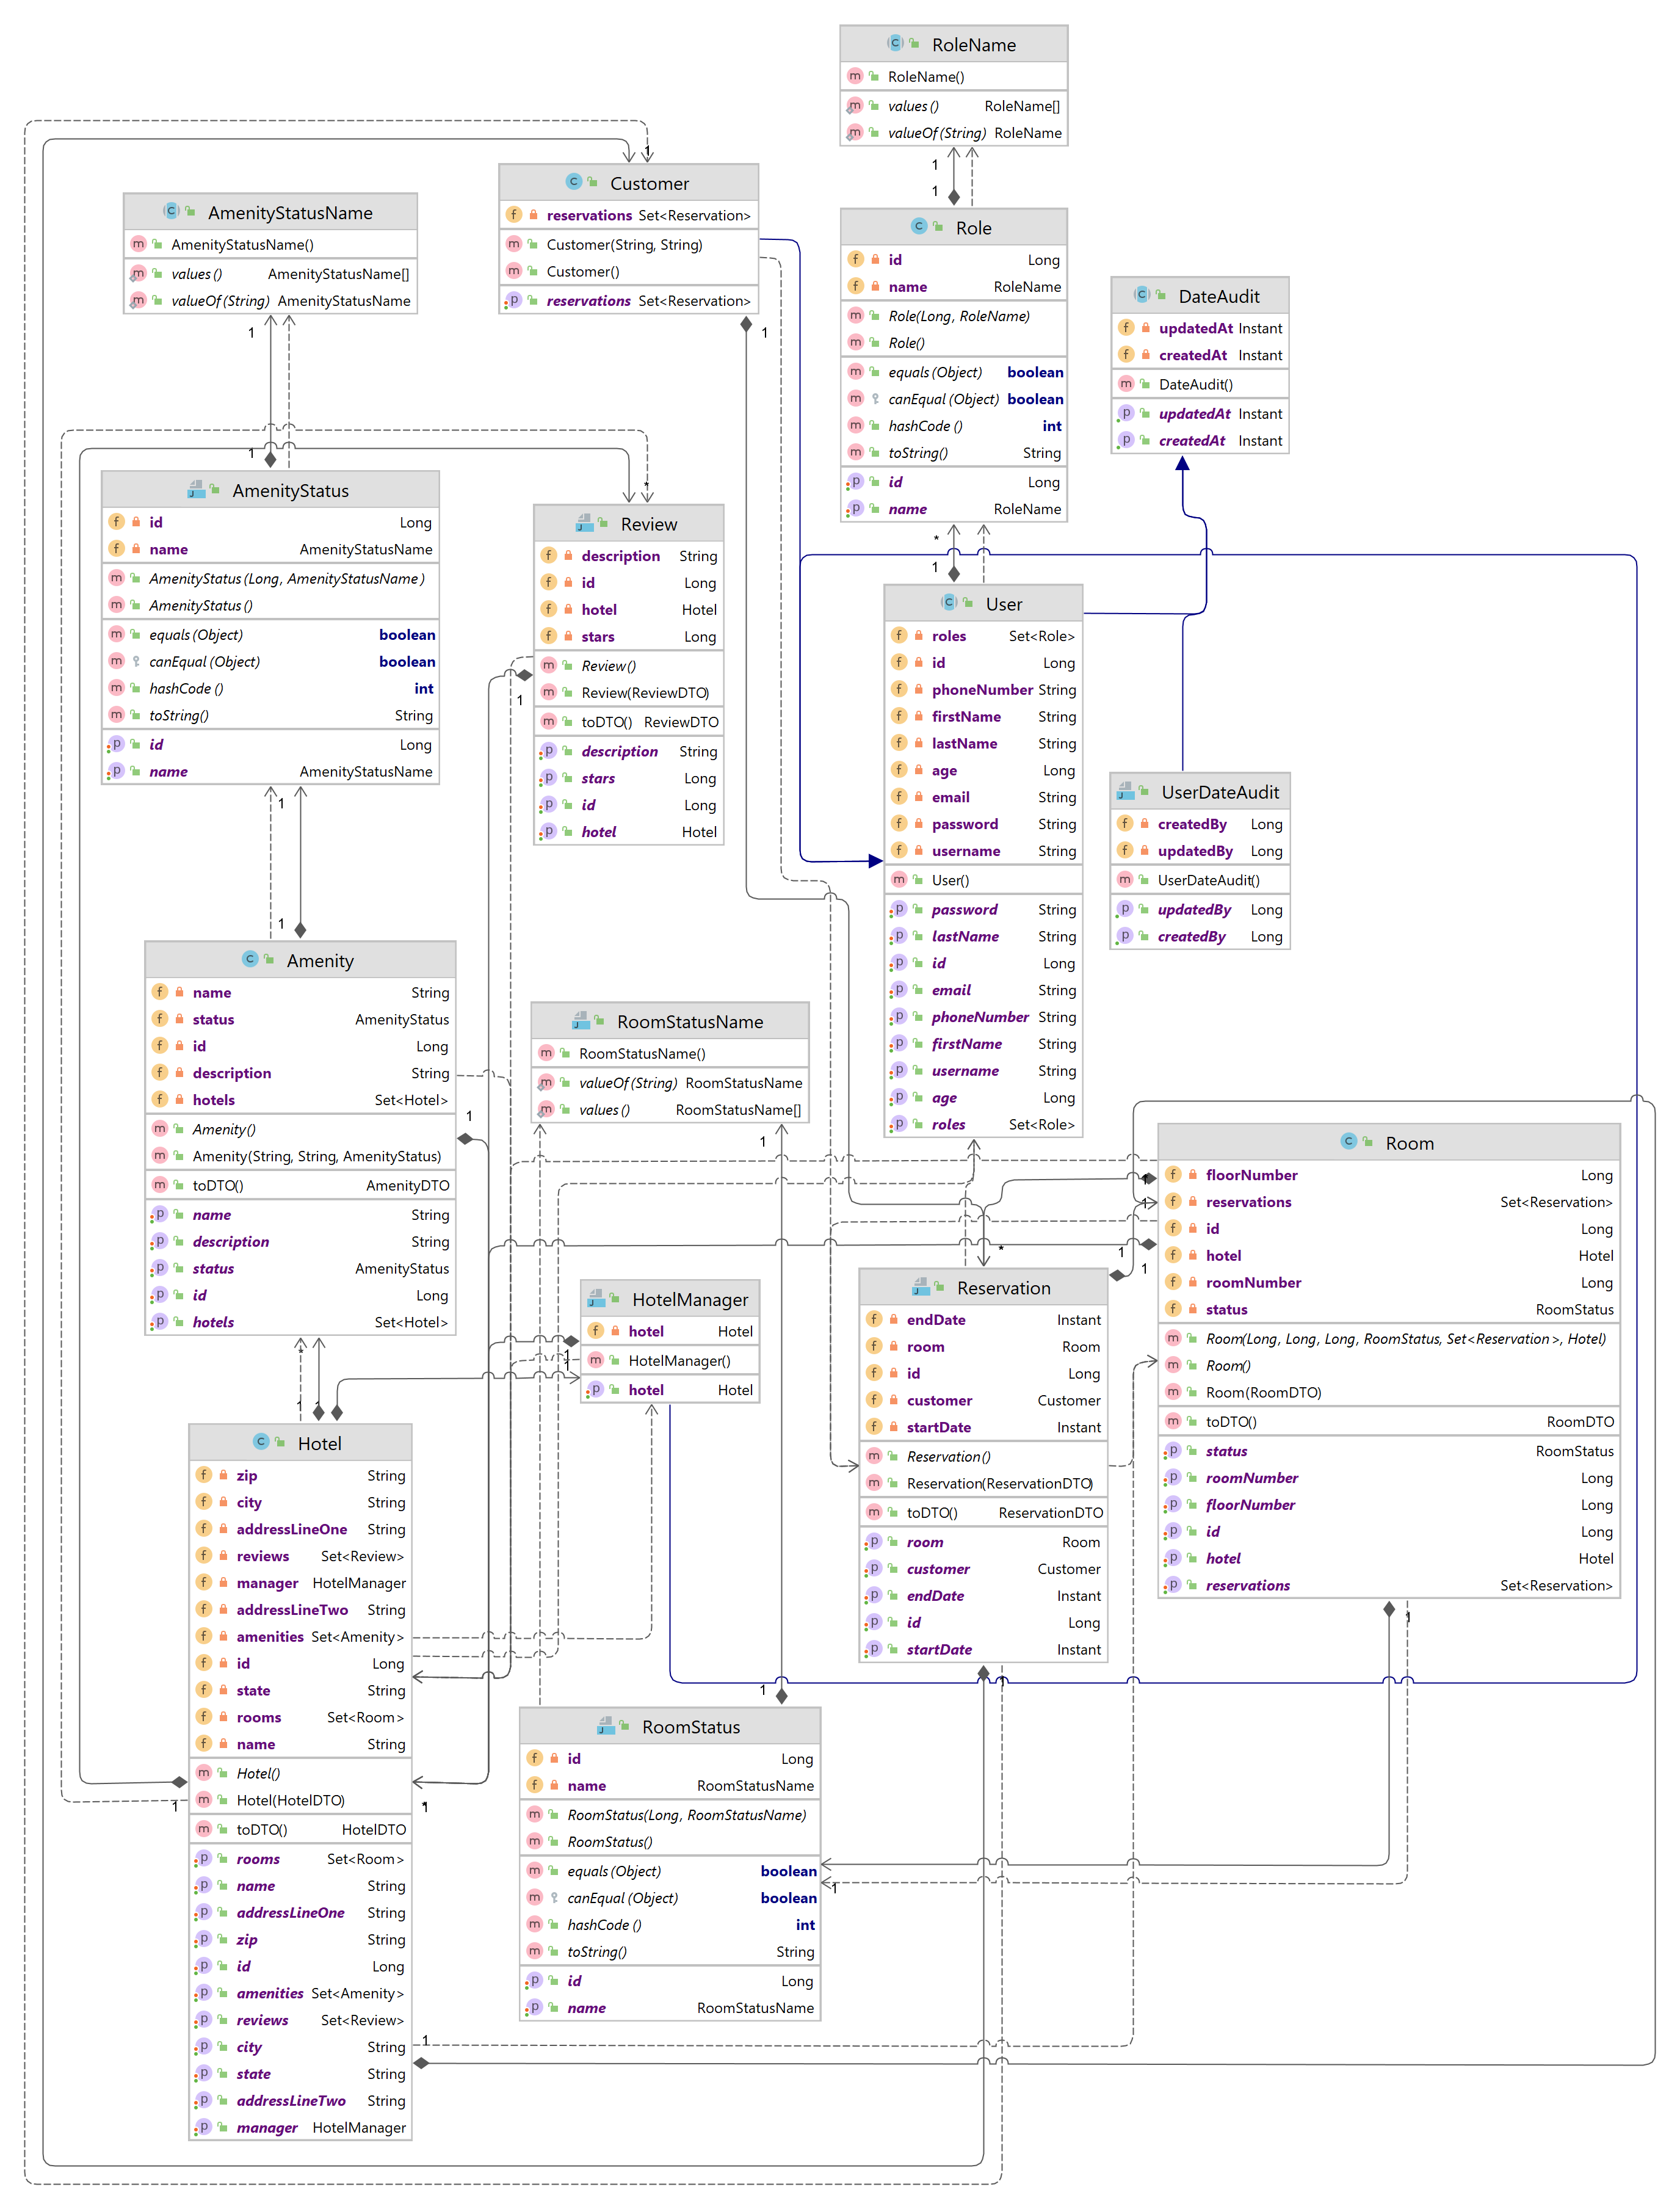 RoleName
RoleName()
values() RoleName[]
valueOf(String) RoleName
1
Customer
reservations Set<Reservation>
Customer(String, String)
Customer()
reservations Set<Reservation>
1
AmenityStatusName
AmenityStatusName()
values() AmenityStatusName[]
valueOf(String) AmenityStatusName
1
1
1
Role
id Long
name RoleName
Role(Long, RoleName)
Role()
equals(Object) boolean
canEqual(Object) boolean
hashCode() int
toString() String
id Long
name RoleName
*
1
DateAudit
updatedAt Instant
createdAt Instant
DateAudit()
updatedAt Instant
createdAt Instant
1
AmenityStatus
id Long
name AmenityStatusName
AmenityStatus(Long, AmenityStatusName)
AmenityStatus()
equals(Object) boolean
canEqual(Object) boolean
hashCode() int
toString() String
id Long
name AmenityStatusName
1
1
*
Review
description String
id Long
hotel Hotel
stars Long
Review()
Review(ReviewDTO)
toDTO() ReviewDTO
description String
stars Long
id Long
hotel Hotel
1
User
roles Set<Role>
id Long
phoneNumber String
firstName String
lastName String
age Long
email String
password String
username String
User()
password String
lastName String
id Long
email String
phoneNumber String
firstName String
username String
age Long
roles Set<Role>
UserDateAudit
createdBy Long
updatedBy Long
UserDateAudit()
updatedBy Long
createdBy Long
Amenity
name String
status AmenityStatus
id Long
description String
hotels Set<Hotel>
Amenity()
Amenity(String, String, AmenityStatus)
toDTO() AmenityDTO
name String
description String
status AmenityStatus
id Long
hotels Set<Hotel>
1
*
1
RoomStatusName
RoomStatusName()
valueOf(String) RoomStatusName
values() RoomStatusName[]
1
Room
floorNumber Long
reservations Set<Reservation>
id Long
hotel Hotel
roomNumber Long
status RoomStatus
Room(Long, Long, Long, RoomStatus, Set<Reservation>, Hotel)
Room()
Room(RoomDTO)
toDTO() RoomDTO
status RoomStatus
roomNumber Long
floorNumber Long
id Long
hotel Hotel
reservations Set<Reservation>
1
1
1
1
*
HotelManager
hotel Hotel
HotelManager()
hotel Hotel
1
Reservation
endDate Instant
room Room
id Long
customer Customer
startDate Instant
Reservation()
Reservation(ReservationDTO)
toDTO() ReservationDTO
room Room
customer Customer
endDate Instant
id Long
startDate Instant
1
Hotel
zip String
city String
addressLineOne String
reviews Set<Review>
manager HotelManager
addressLineTwo String
amenities Set<Amenity>
id Long
state String
rooms Set<Room>
name String
Hotel()
Hotel(HotelDTO)
toDTO() HotelDTO
rooms Set<Room>
name String
addressLineOne String
zip String
id Long
amenities Set<Amenity>
reviews Set<Review>
city String
state String
addressLineTwo String
manager HotelManager
1
1
1
1
RoomStatus
id Long
name RoomStatusName
RoomStatus(Long, RoomStatusName)
RoomStatus()
equals(Object) boolean
canEqual(Object) boolean
hashCode() int
toString() String
id Long
name RoomStatusName
1